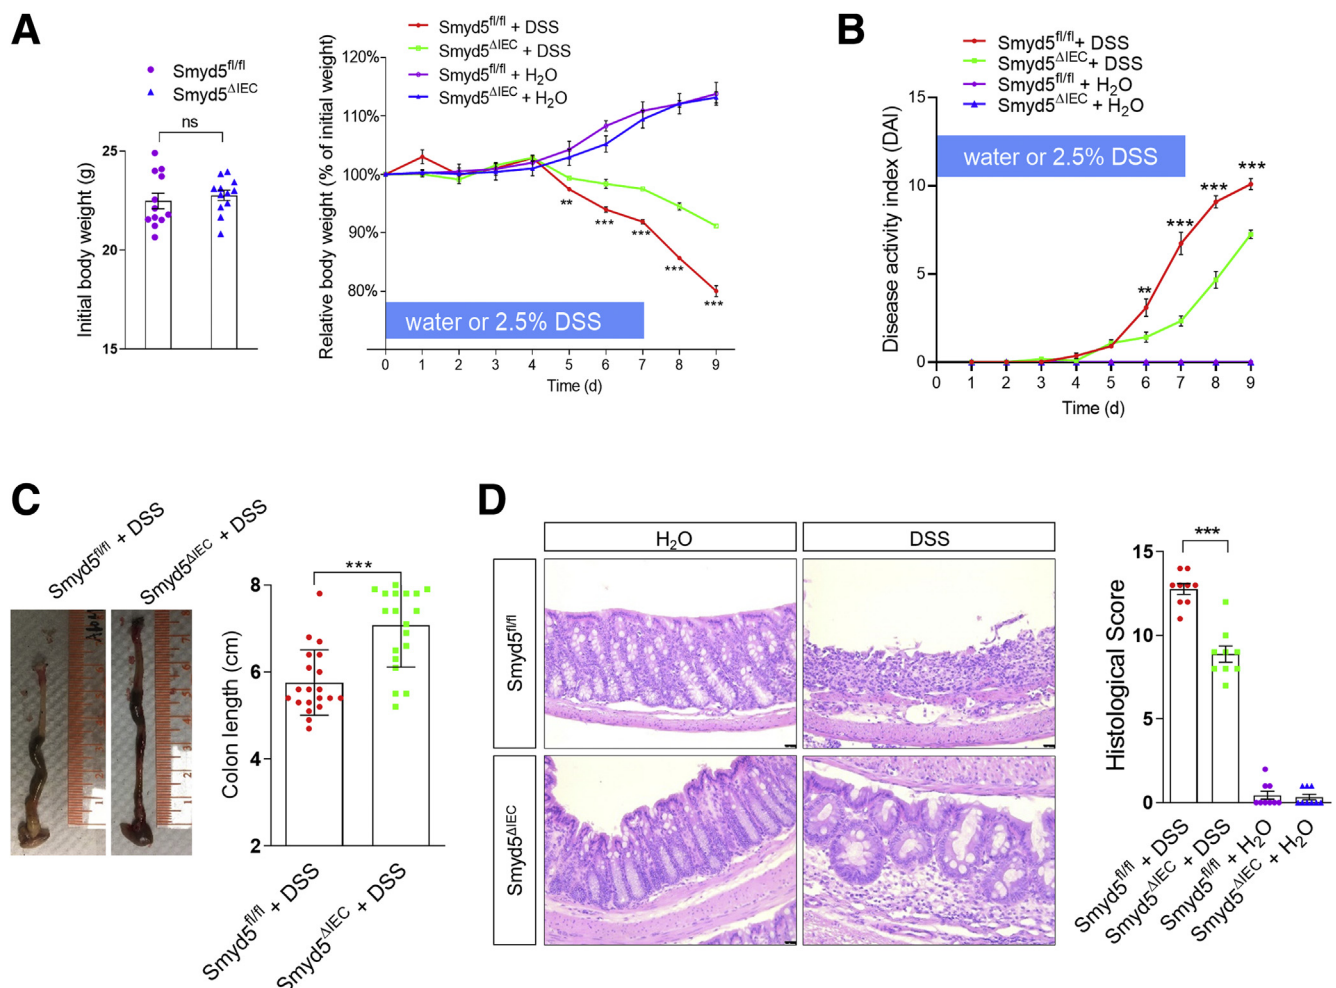 A
Smyd5fl/fl
Smyd5ΔIEC
ns
25
20
15
Initial body weight (g)
Smyd5fl/fl + DSS
Smyd5ΔIEC + DSS
Smyd5fl/fl + H2O
Smyd5ΔIEC + H2O
120%
110%
100%
90%
80%
Relative body weight (% of initial weight)
**
***
***
***
***
water or 2.5% DSS
0 1 2 3 4 5 6 7 8 9
Time (d)
B
Smyd5fl/fl+ DSS
Smyd5ΔIEC+ DSS
Smyd5fl/fl + H2O
Smyd5ΔIEC + H2O
15
10
5
0
Disease activity index (DAI)
water or 2.5% DSS
**
***
***
***
0 1 2 3 4 5 6 7 8 9
Time (d)
C
Smyd5fl/fl + DSS
Smyd5ΔIEC + DSS
8
6
4
2
Colon length (cm)
***
Smyd5fl/fl + DSS
Smyd5ΔIEC + DSS
D
H2O
DSS
Smyd5fl/fl
Smyd5ΔIEC
15
10
5
0
Histological Score
***
Smyd5fl/fl + DSS
Smyd5ΔIEC + DSS
Smyd5fl/fl + H2O
Smyd5ΔIEC + H2O